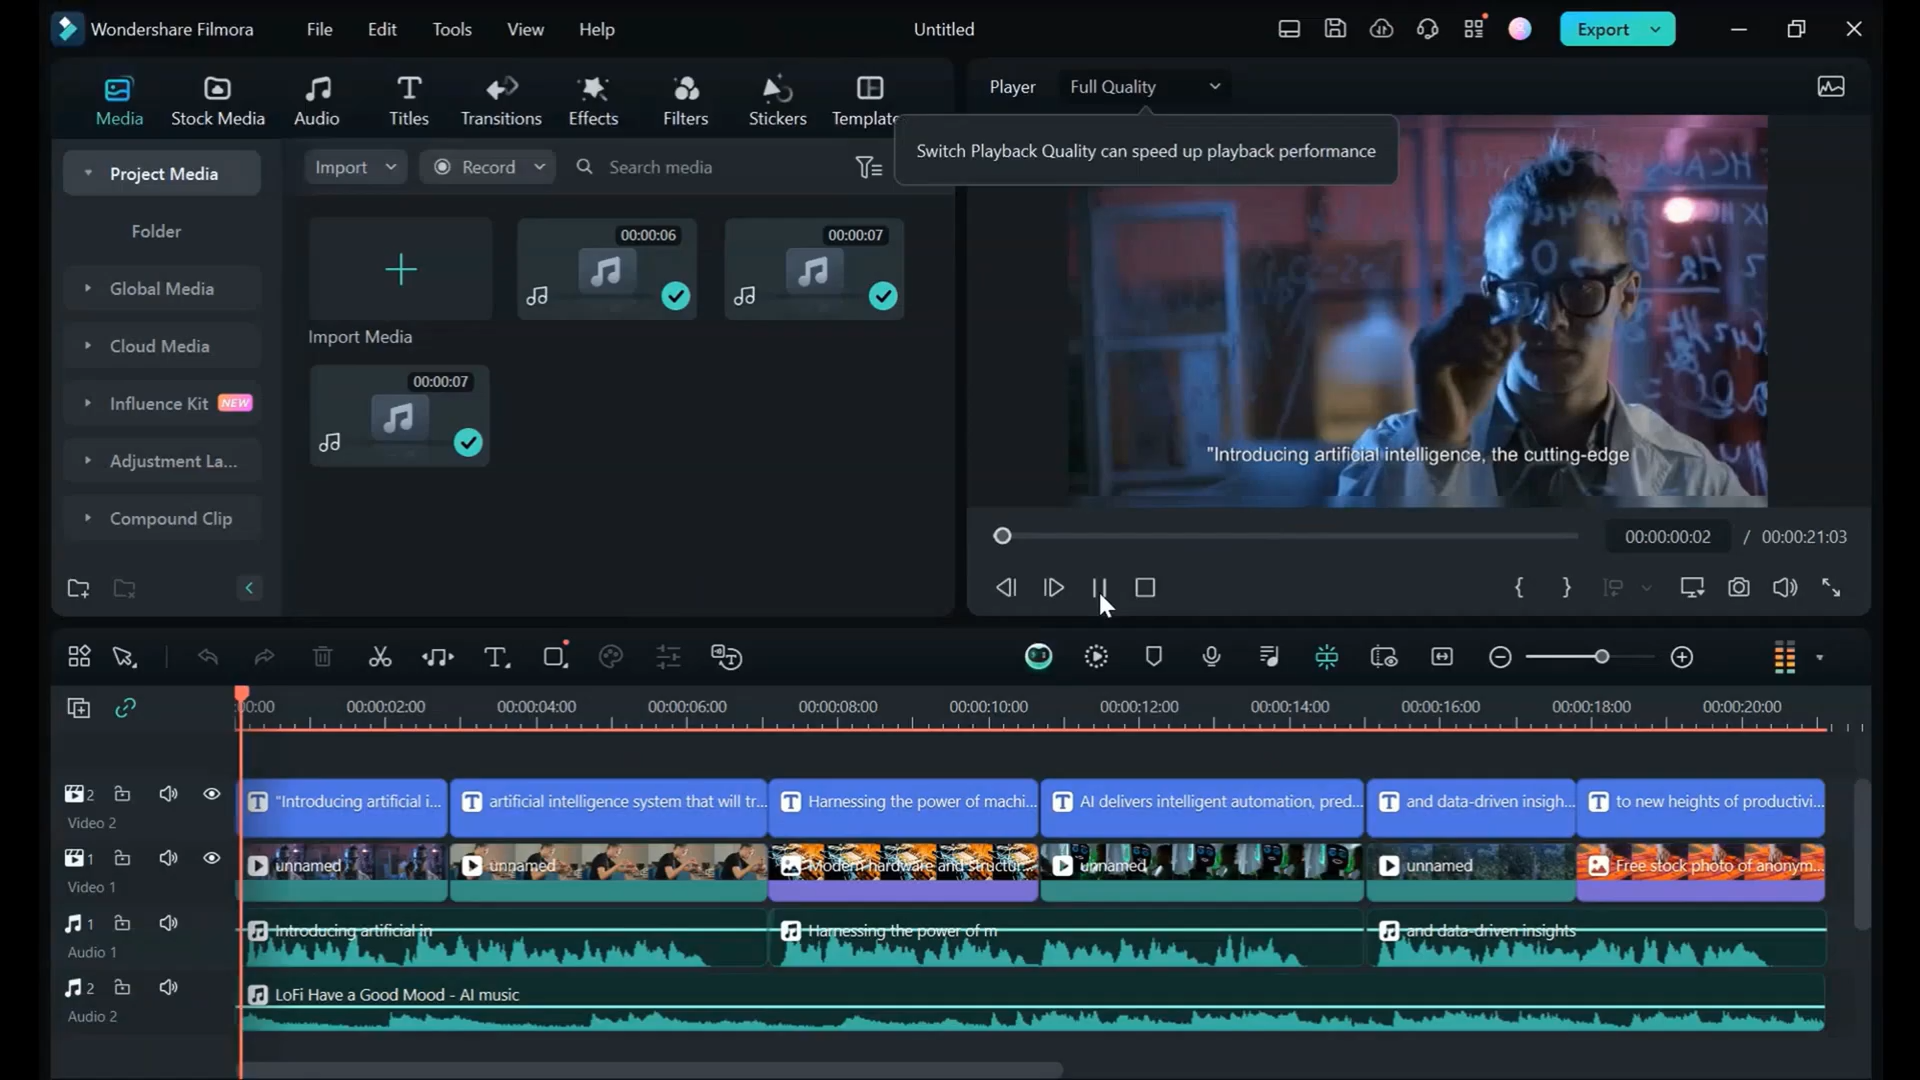 Wondershare Filmora
File
Edit
Tools
View
Help
Untitled
Export
Media
Stock Media
Audio
Titles
Transitions
Effects
Filters
Stickers
Template
Player
Full Quality
Switch Playback Quality can speed up playback performance
Project Media
Folder
Global Media
Cloud Media
Influence Kit NEW
Adjustment La...
Compound Clip
Import
Record
Search media
Import Media
00:00:06
00:00:07
00:00:07
"Introducing artificial intelligence, the cutting-edge
00:00:00:02 / 00:00:21:03
:00:00
00:00:02:00
00:00:04:00
00:00:06:00
00:00:08:00
00:00:10:00
00:00:12:00
00:00:14:00
00:00:16:00
00:00:18:00
00:00:20:00
2
Video 2
"Introducing artificial i...
artificial intelligence system that will tr...
Harnessing the power of machi...
AI delivers intelligent automation, pred...
and data-driven insigh...
to new heights of productivi...
1
Video 1
unnamed
unnamed
Modern hardware and structur...
unnamed
unnamed
Free stock photo of anonym...
1
Audio 1
Introducing artificial in
Harnessing the power of m
and data-driven insights
2
Audio 2
LoFi Have a Good Mood - AI music